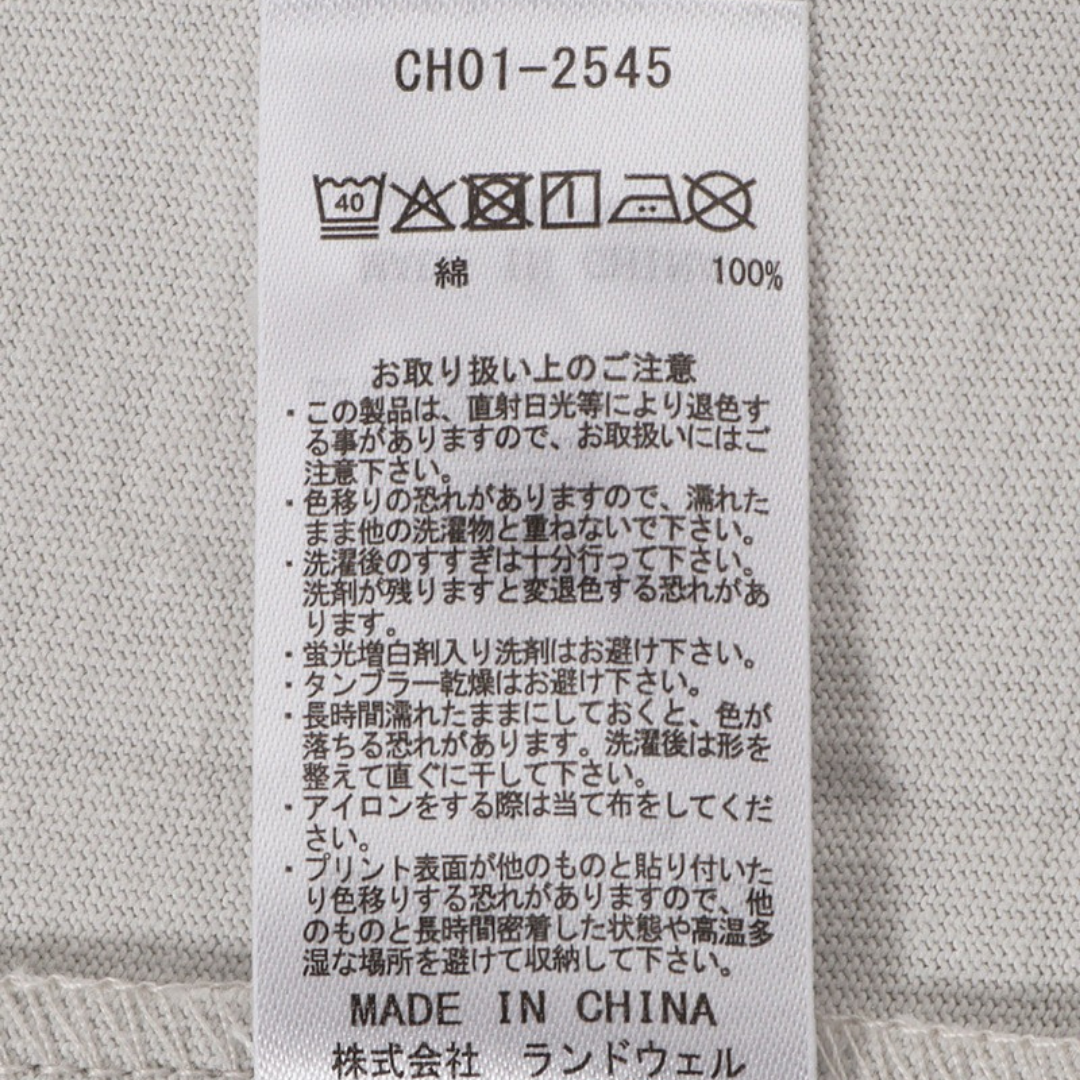 CH01-2545
40
綿 100%
お取り扱い上のご注意
・この製品は、直射日光等により退色す
る事がありますので、お取扱いにはご
注意下さい。
・色移りの恐れがありますので、濡れた
まま他の洗濯物と重ねないで下さい。
・洗濯後のすすぎは十分行って下さい。
洗剤が残りますと変退色する恐れがあ
ります。
・蛍光増白剤入り洗剤はお避け下さい。
・タンブラー乾燥はお避け下さい。
・長時間濡れたままにしておくと、色が
落ちる恐れがあります。洗濯後は形を
整えて直ぐに干して下さい。
・アイロンをする際は当て布をしてくだ
さい。
・プリント表面が他のものと貼り付いた
り色移りする恐れがありますので、他
のものと長時間密着した状態や高温多
湿な場所を避けて収納して下さい。
MADE IN CHINA
株式会社 ランドウェル